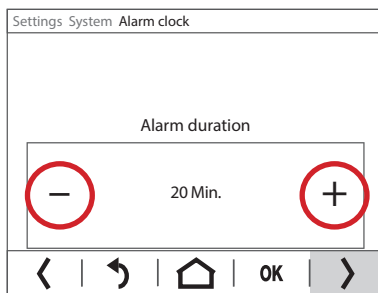 Settings System Alarm clock
Alarm duration
− 20 Min. +
OK